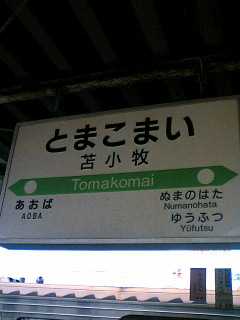 とまこまい
苫小牧
Tomakomai
あおば
AOBA
ぬまのはた
Numanohata
ゆうふつ
Yūfutsu